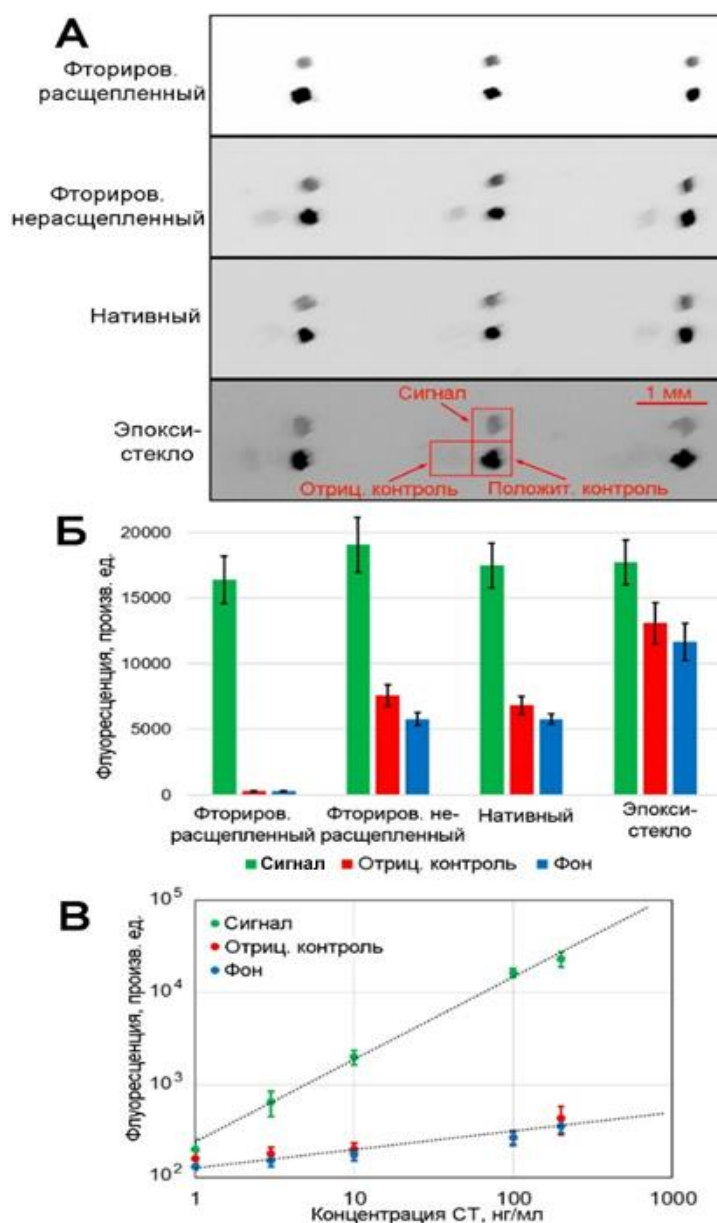 А
Фториров.
расщепленный
Фториров.
нерасщепленный
Нативный
Эпокси-
стекло
Сигнал
1 мм
Отриц. контроль
Положит. контроль
Б
Флуоресценция, произв. ед.
20000
15000
10000
5000
0
Фториров.
расщепленный
Фториров. не-
расщепленный
Нативный
Эпокси-
стекло
Сигнал
Отриц. контроль
Фон
В
Флуоресценция, произв. ед.
10⁵
10⁴
10³
10²
Сигнал
Отриц. контроль
Фон
1
10
100
1000
Концентрация СТ, нг/мл